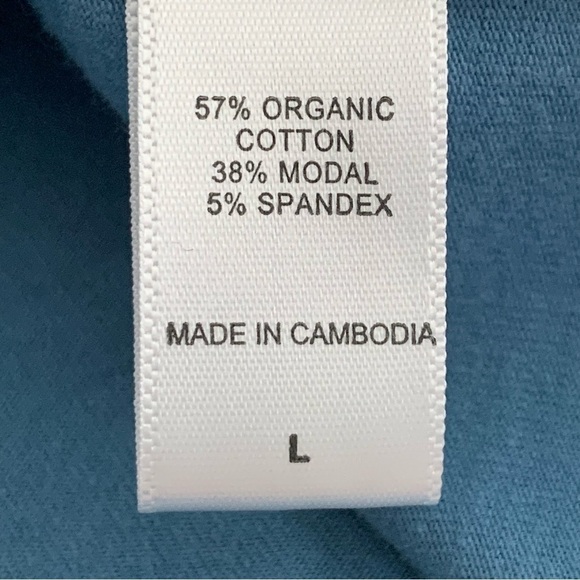 57% ORGANIC
COTTON
38% MODAL
5% SPANDEX
MADE IN CAMBODIA
L